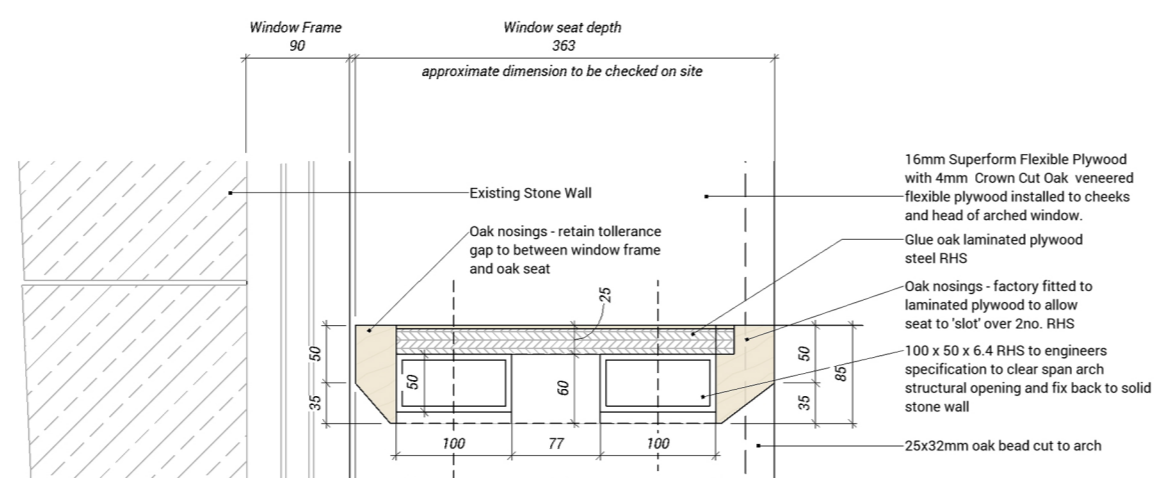 Window Frame
90
Window seat depth
363
approximate dimension to be checked on site
Existing Stone Wall
Oak nosings - retain tollerance
gap to between window frame
and oak seat
16mm Superform Flexible Plywood
with 4mm Crown Cut Oak veneered
flexible plywood installed to cheeks
and head of arched window.
Glue oak laminated plywood
steel RHS
Oak nosings - factory fitted to
laminated plywood to allow
seat to 'slot' over 2no. RHS
100 x 50 x 6.4 RHS to engineers
specification to clear span arch
structural opening and fix back to solid
stone wall
25x32mm oak bead cut to arch
25
50
35
50
60
50
35
85
100
77
100